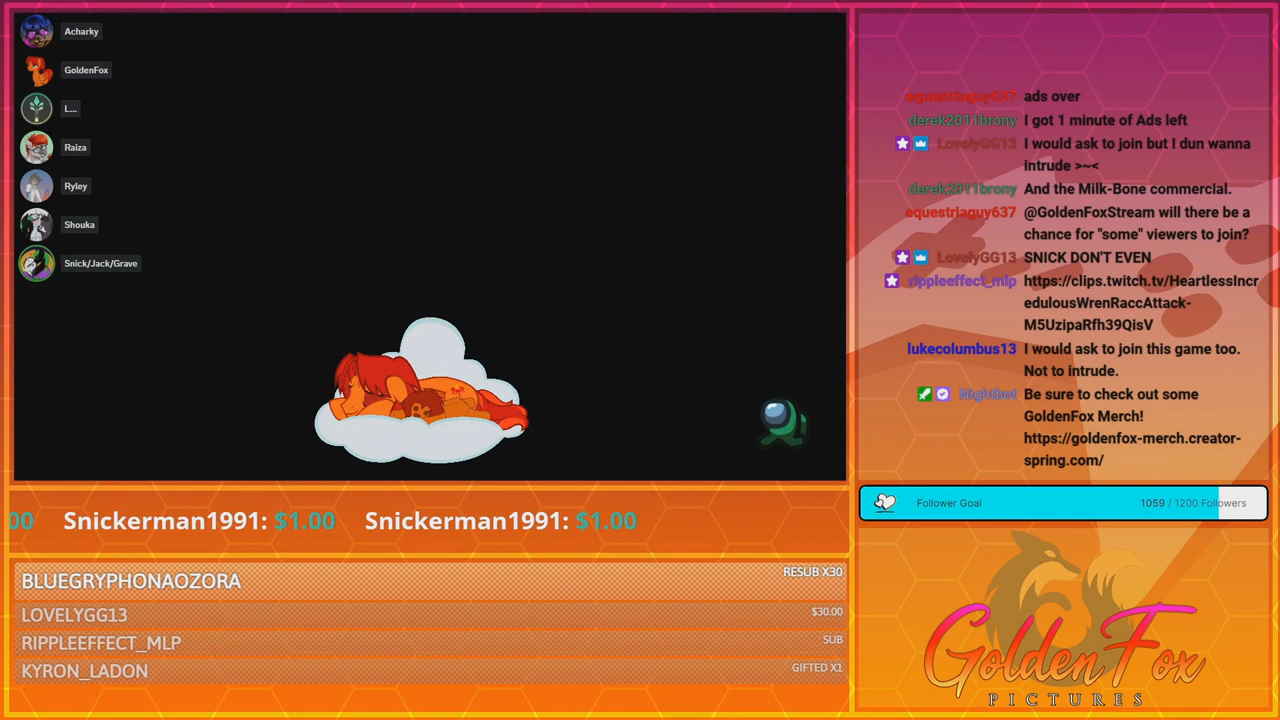 Acharky
GoldenFox
L...
Raiza
Ryley
Shouka
Snick/Jack/Grave
equestriaguy637 ads over
derek2011brony I got 1 minute of Ads left
LovelyGG13 I would ask to join but I dun wanna
intrude >~<
derek2011brony And the Milk-Bone commercial.
equestriaguy637 @GoldenFoxStream will there be a
chance for "some" viewers to join?
LovelyGG13 SNICK DON'T EVEN
rippleeffect_mlp https://clips.twitch.tv/HeartlessIncr
edulousWrenRaccAttack-
M5UzipaRfh39QisV
lukecolumbus13 I would ask to join this game too.
Not to intrude.
Nightbot Be sure to check out some
GoldenFox Merch!
https://goldenfox-merch.creator-
spring.com/
Follower Goal 1059 / 1200 Followers
00 Snickerman1991: $1.00 Snickerman1991: $1.00
BLUEGRYPHONAOZORA RESUB X30
LOVELYGG13 $30.00
RIPPLEEFFECT_MLP SUB
KYRON_LADON GIFTED X1
GoldenFox
PICTURES